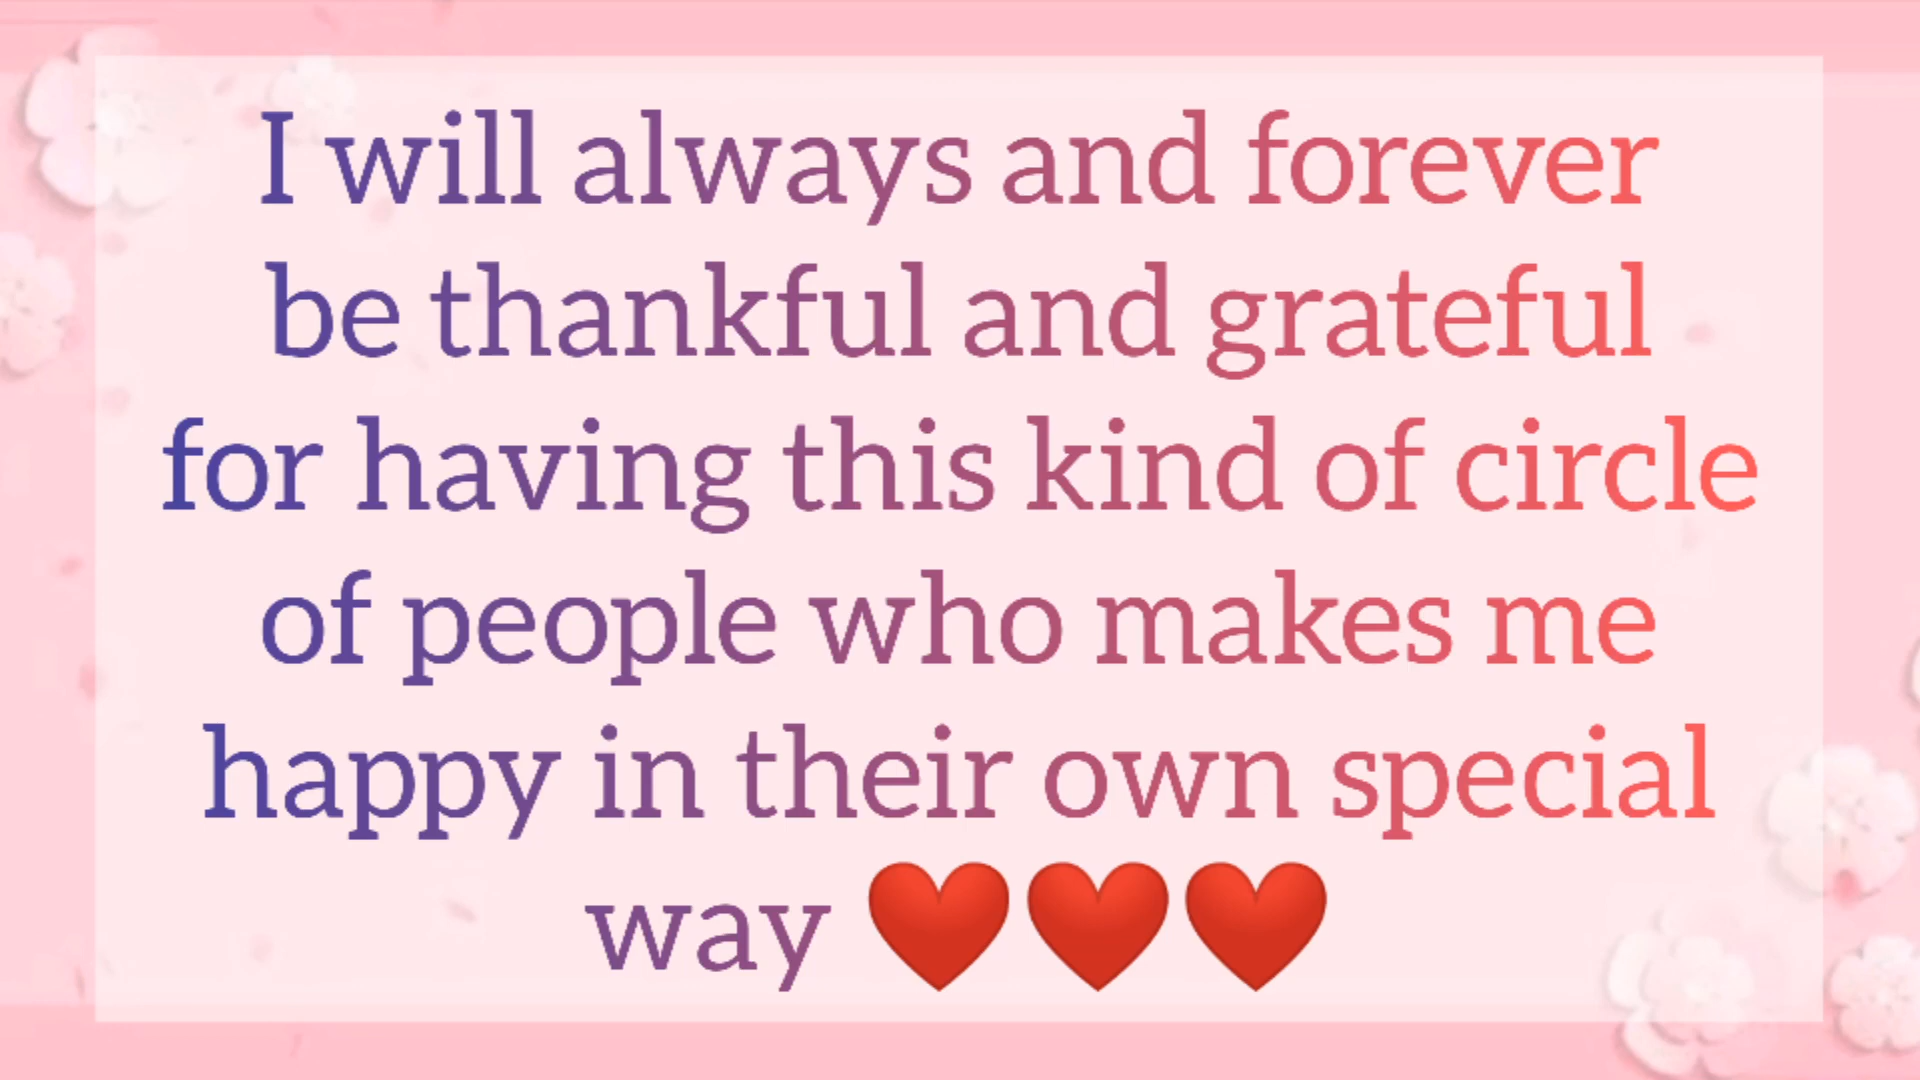 I will always and forever
be thankful and grateful
for having this kind of circle
of people who makes me
happy in their own special
way ❤️❤️❤️